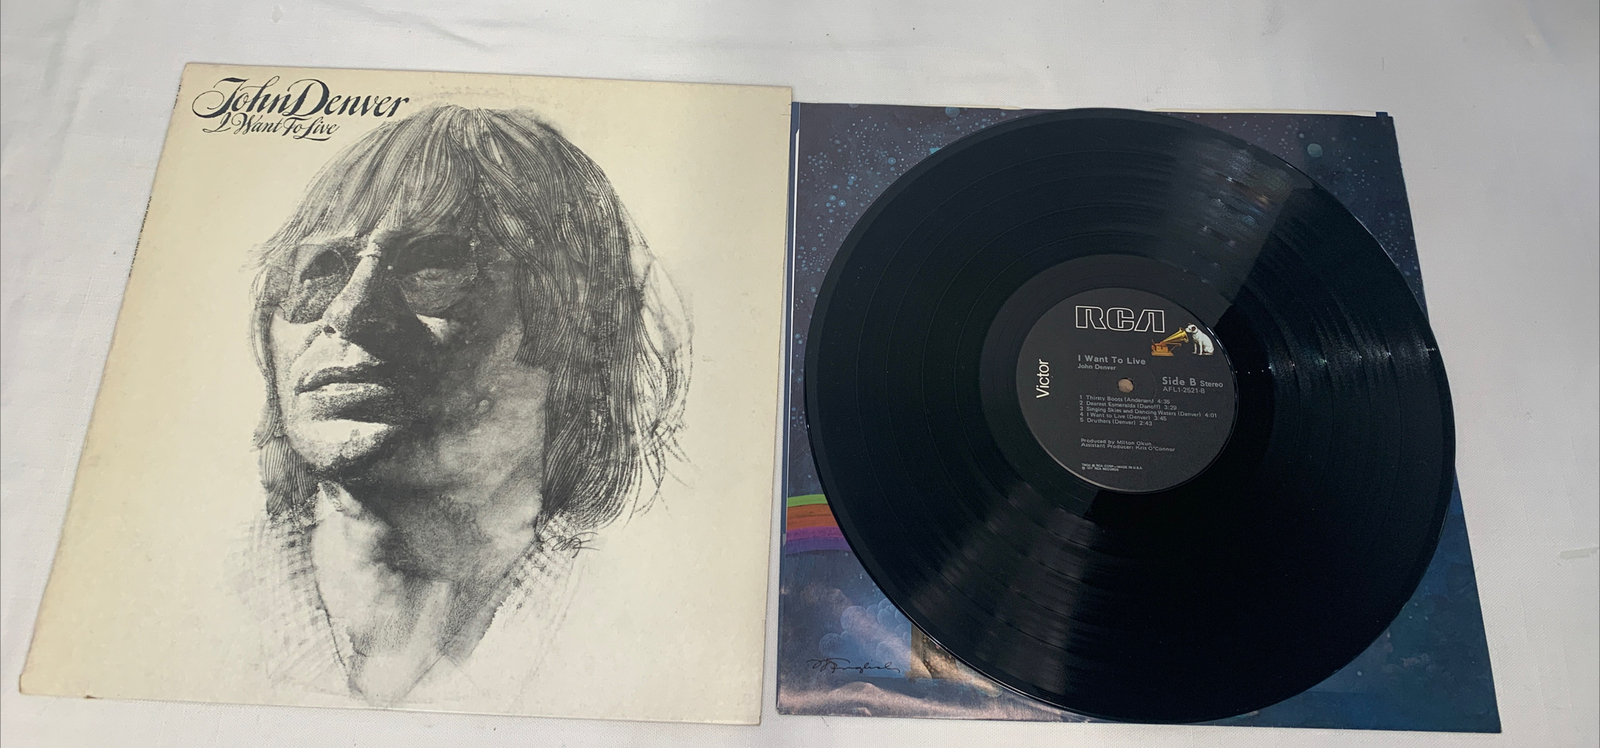 John Denver
I Want To Live
RCA
Victor
I Want To Live
John Denver
Side B Stereo
AFL1-2521-B
1 Thirsty Boots (Andersen) 4:35
2 Dearest Esmeralda (Danoff) 3:29
3 Singing Skies and Dancing Waters (Denver) 4:01
4 I Want to Live (Denver) 3:45
5 Druthers (Denver) 2:43
Produced by Milton Okun
Assistant Producer: Kris O'Connor